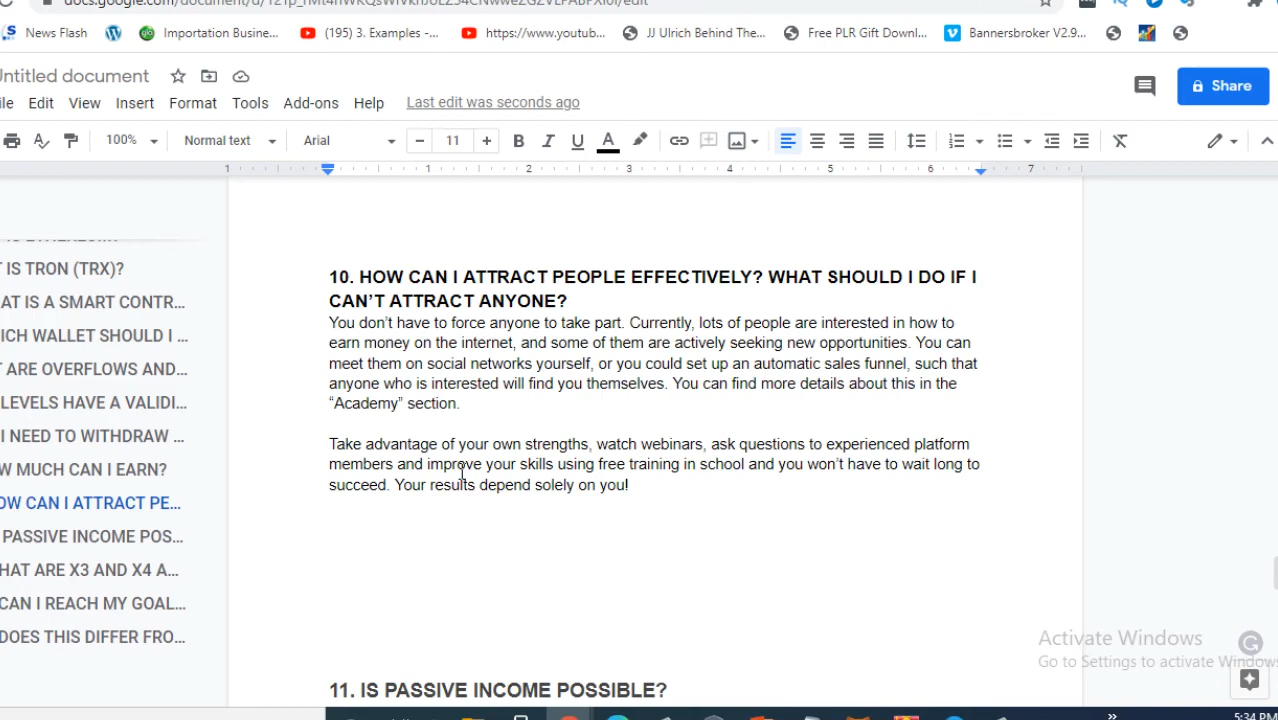 News Flash
Importation Busine...
(195) 3. Examples -...
https://www.youtub...
JJ Ulrich Behind The...
Free PLR Gift Downl...
Bannersbroker V2.9...
Untitled document
File Edit View Insert Format Tools Add-ons Help Last edit was seconds ago
Share
100% Normal text Arial 11
1 1 2 3 4 5 6 7
T IS TRON (TRX)?
AT IS A SMART CONTR...
ICH WALLET SHOULD I ...
T ARE OVERFLOWS AND...
LEVELS HAVE A VALIDI...
I NEED TO WITHDRAW ...
W MUCH CAN I EARN?
OW CAN I ATTRACT PE...
PASSIVE INCOME POS...
HAT ARE X3 AND X4 A...
CAN I REACH MY GOAL...
DOES THIS DIFFER FRO...
10. HOW CAN I ATTRACT PEOPLE EFFECTIVELY? WHAT SHOULD I DO IF I
CAN’T ATTRACT ANYONE?
You don’t have to force anyone to take part. Currently, lots of people are interested in how to
earn money on the internet, and some of them are actively seeking new opportunities. You can
meet them on social networks yourself, or you could set up an automatic sales funnel, such that
anyone who is interested will find you themselves. You can find more details about this in the
“Academy” section.
Take advantage of your own strengths, watch webinars, ask questions to experienced platform
members and improve your skills using free training in school and you won’t have to wait long to
succeed. Your results depend solely on you!
11. IS PASSIVE INCOME POSSIBLE?
Activate Windows
Go to Settings to activate Windows
5:34 PM